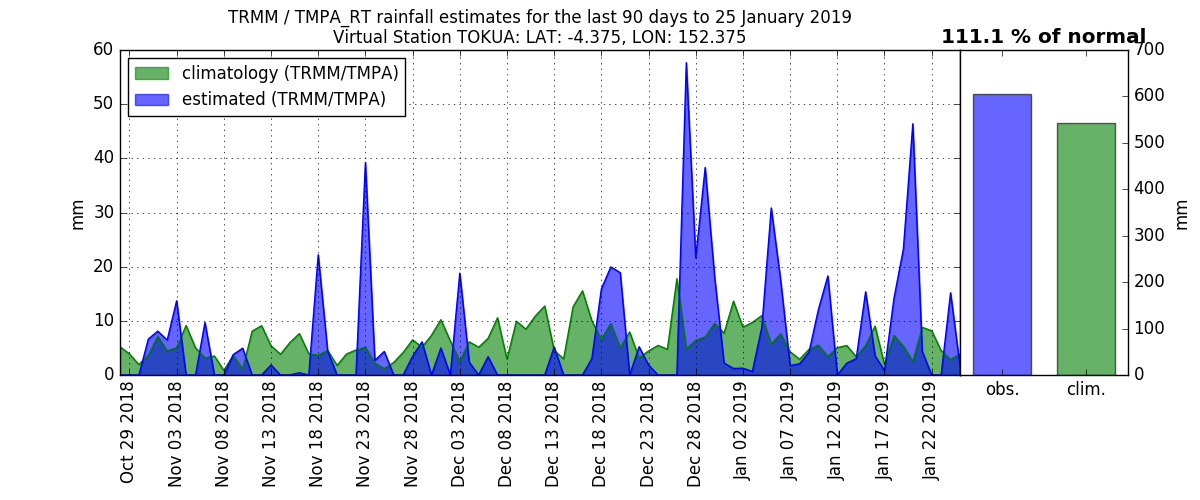 TRMM / TMPA_RT rainfall estimates for the last 90 days to 25 January 2019
Virtual Station TOKUA: LAT: -4.375, LON: 152.375
111.1 % of normal
climatology (TRMM/TMPA)
estimated (TRMM/TMPA)
mm
60
50
40
30
20
10
0
Oct 29 2018
Nov 03 2018
Nov 08 2018
Nov 13 2018
Nov 18 2018
Nov 23 2018
Nov 28 2018
Dec 03 2018
Dec 08 2018
Dec 13 2018
Dec 18 2018
Dec 23 2018
Dec 28 2018
Jan 02 2019
Jan 07 2019
Jan 12 2019
Jan 17 2019
Jan 22 2019
700
600
500
400
300
200
100
0
mm
obs.
clim.